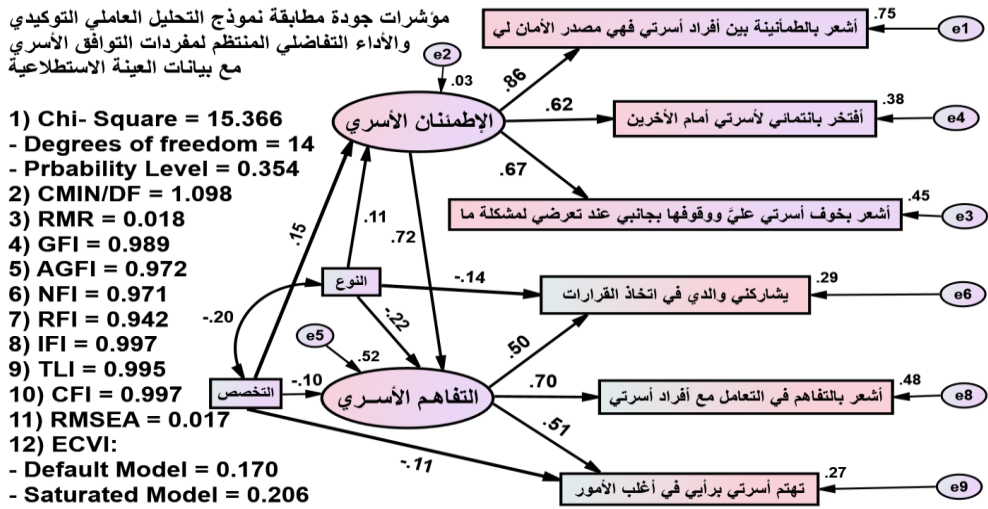 مؤشرات جودة مطابقة نموذج التحليل العاملي التوكيدي
والأداء التفاضلي المنتظم لمفردات التوافق الأسري
مع بيانات العينة الاستطلاعية
1) Chi- Square = 15.366
- Degrees of freedom = 14
- Prbability Level = 0.354
2) CMIN/DF = 1.098
3) RMR = 0.018
4) GFI = 0.989
5) AGFI = 0.972
6) NFI = 0.971
7) RFI = 0.942
8) IFI = 0.997
9) TLI = 0.995
10) CFI = 0.997
11) RMSEA = 0.017
12) ECVI:
- Default Model = 0.170
- Saturated Model = 0.206
e2
.03
الإطمئنان الأسري
.86
.62
.67
أشعر بالطمأنينة بين أفراد أسرتي فهي مصدر الأمان لي
.75
e1
أفتخر بانتمائي لأسرتي أمام الأخرين
.38
e4
أشعر بخوف أسرتي عليَّ ووقوفها بجانبي عند تعرضي لمشكلة ما
.45
e3
.15
.11
.72
النوع
-.14
-.22
-.20
التخصص
-.10
-.11
e5
.52
التفاهم الأســري
.50
.70
.51
يشاركني والدي في اتخاذ القرارات
.29
e6
أشعر بالتفاهم في التعامل مع أفراد أسرتي
.48
e8
تهتم أسرتي برأيي في أغلب الأمور
.27
e9